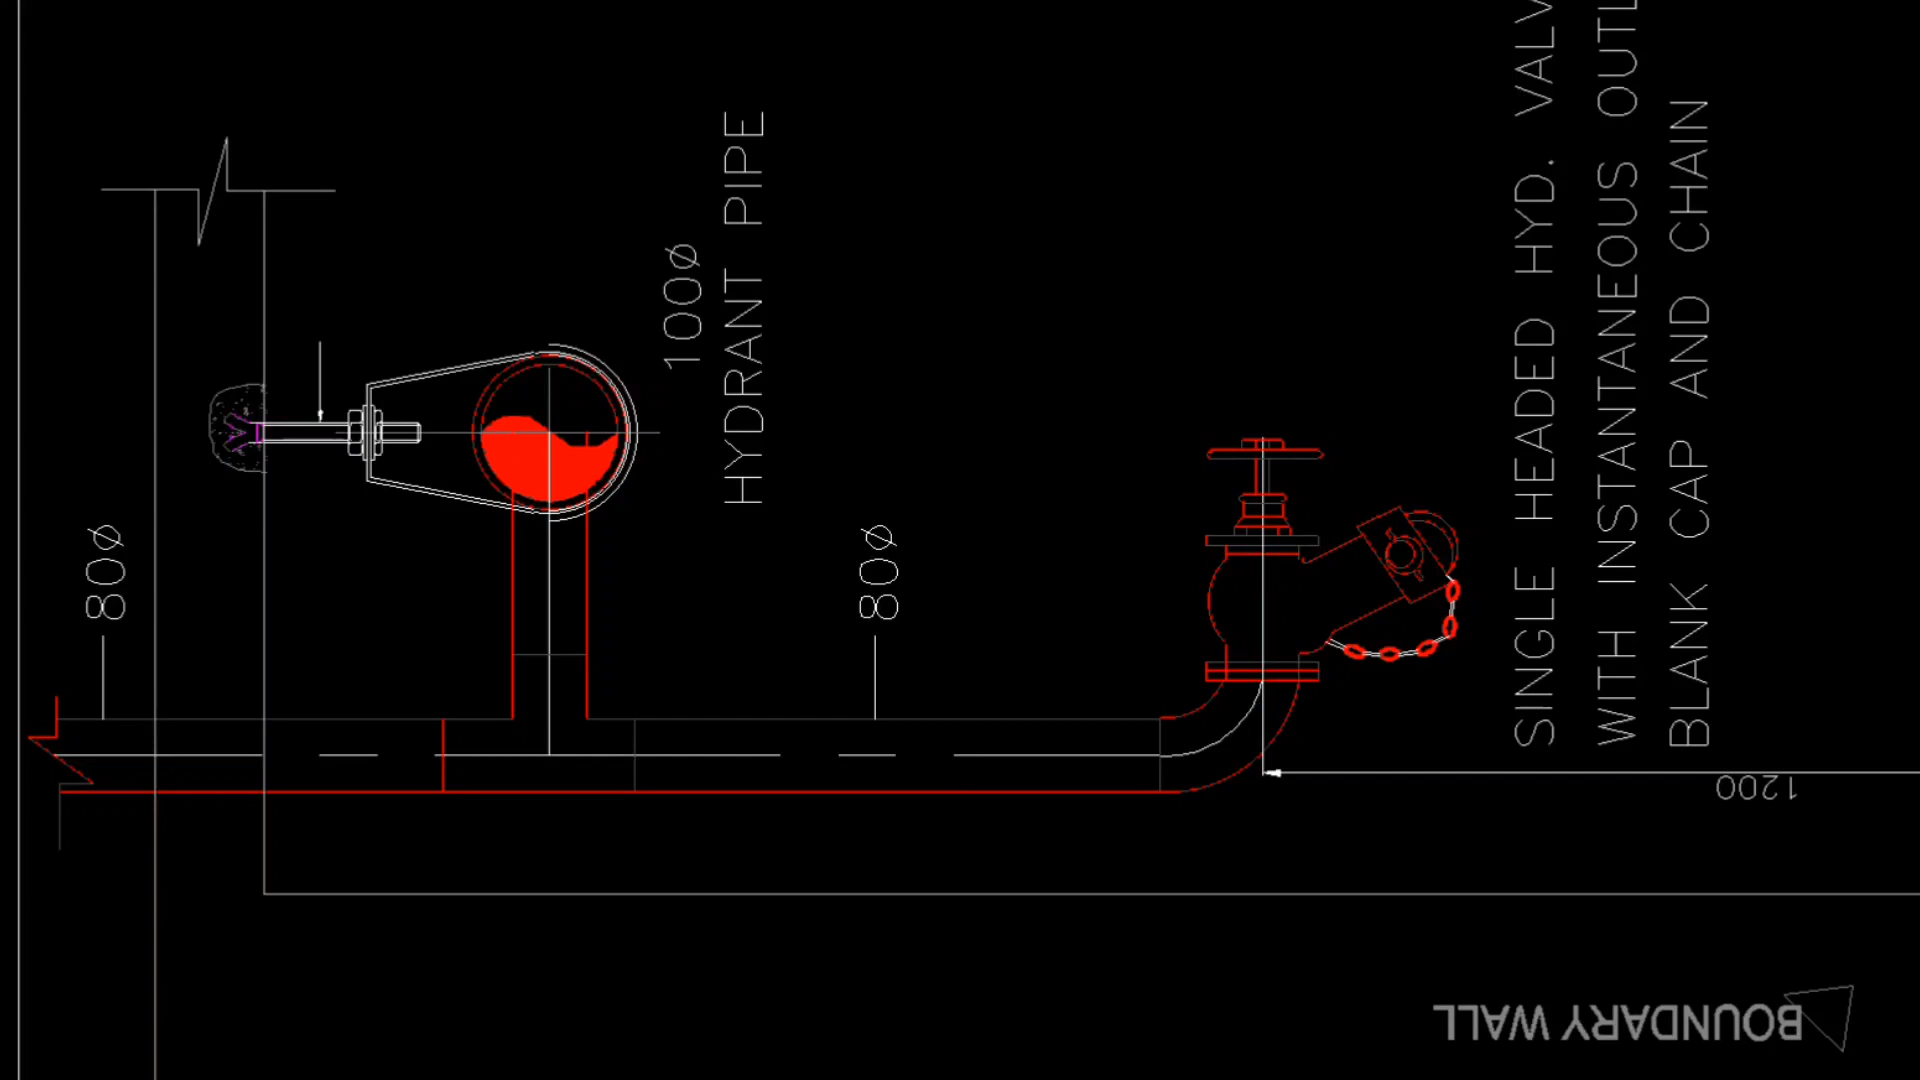 80ø
100ø
HYDRANT PIPE
80ø
SINGLE HEADED HYD.
WITH INSTANTANEOUS
BLANK CAP AND CHAIN
1200
BOUNDARY WALL